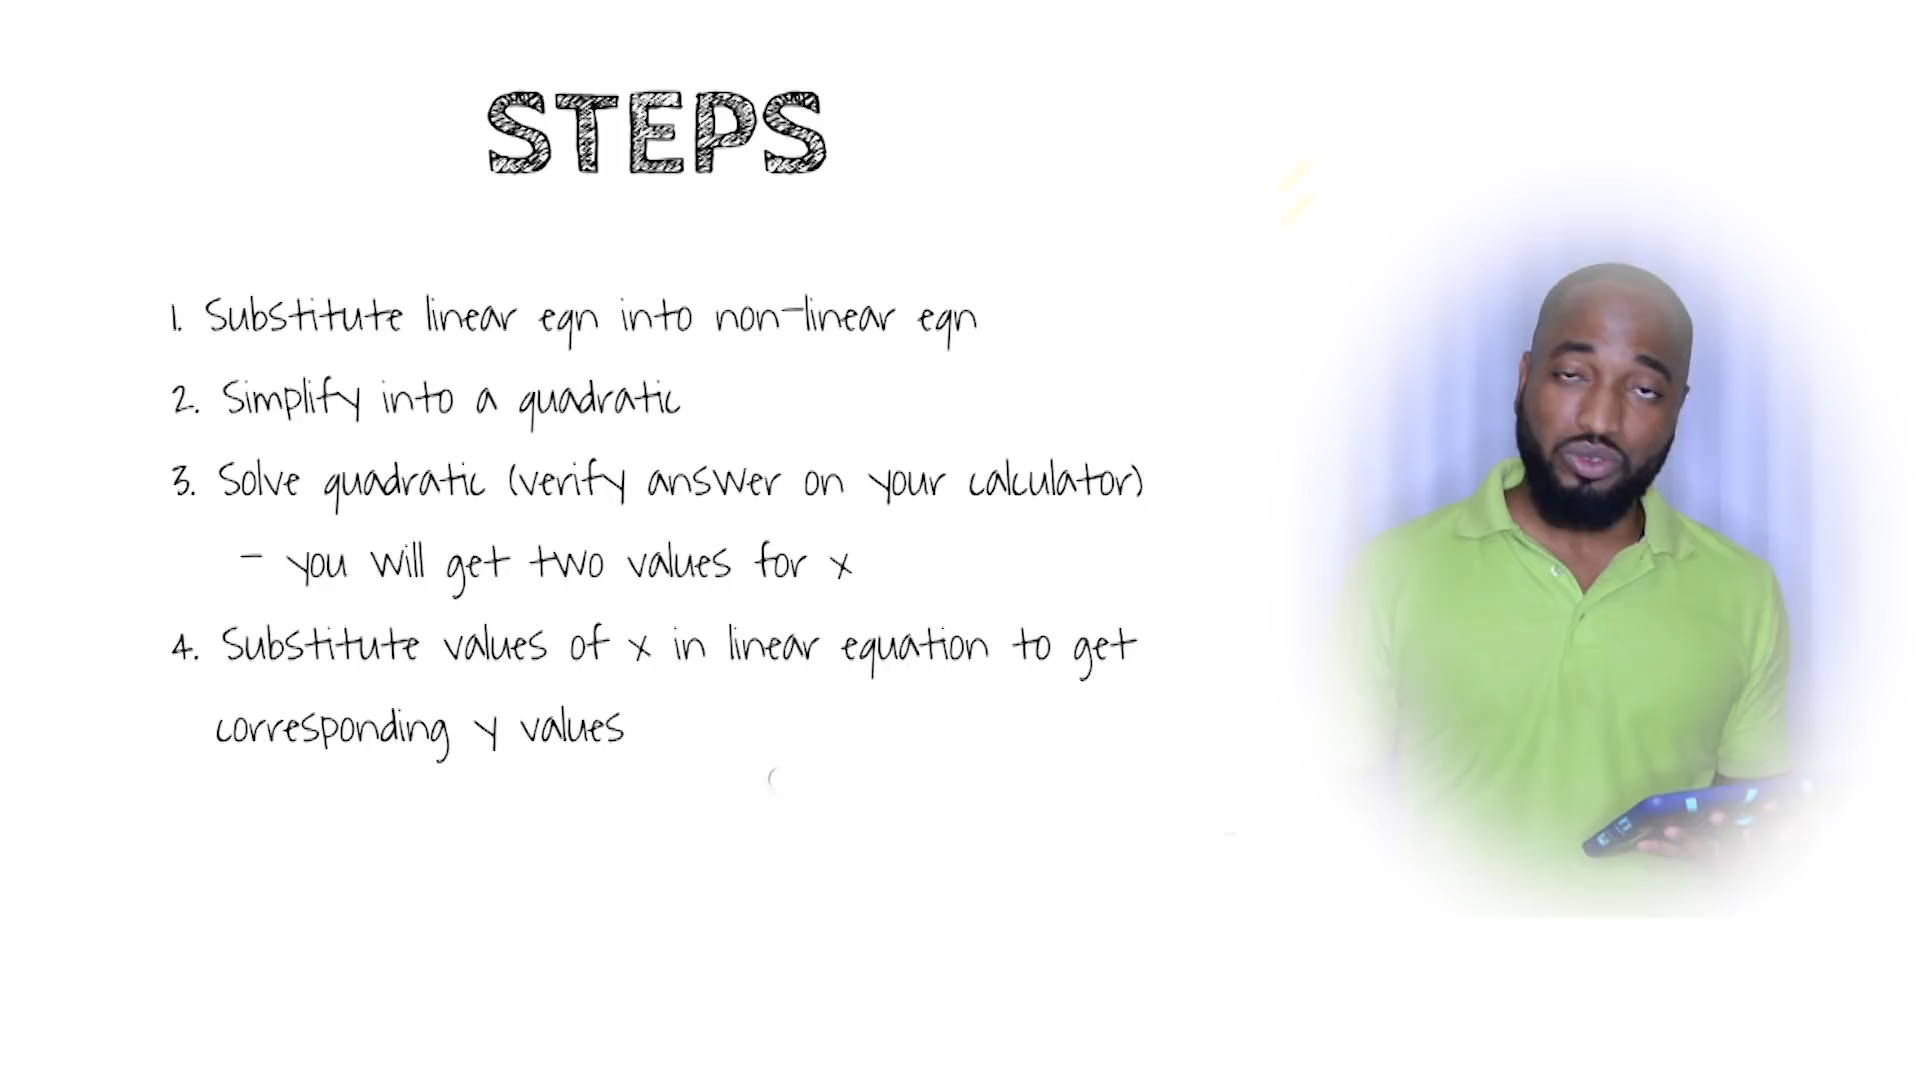 STEPS
1. Substitute linear eqn into non-linear eqn
2. Simplify into a quadratic
3. Solve quadratic (verify answer on your calculator)
- you will get two values for x
4. Substitute values of x in linear equation to get
corresponding y values